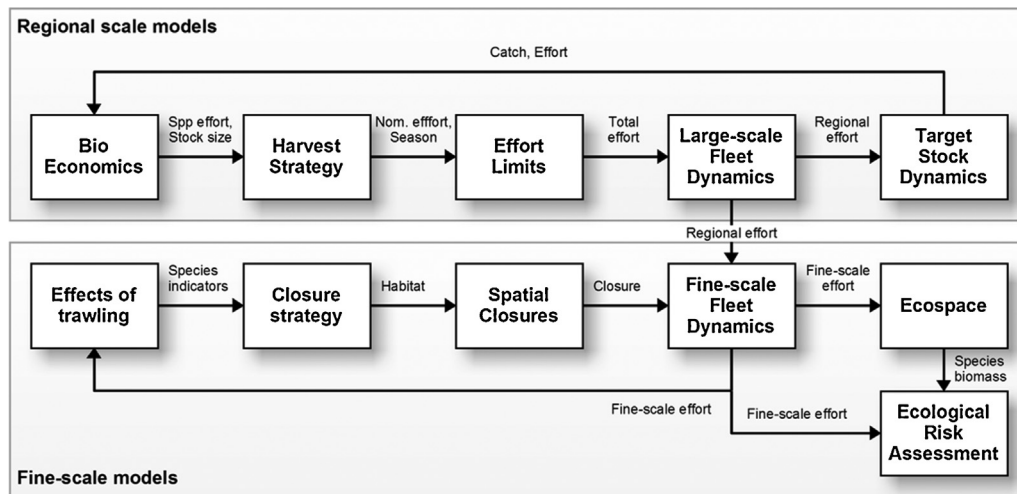 Regional scale models
Catch, Effort
Bio
Economics
Spp effort,
Stock size
Harvest
Strategy
Nom. efffort,
Season
Effort
Limits
Total
effort
Large-scale
Fleet
Dynamics
Regional
effort
Target
Stock
Dynamics
Regional effort
Effects of
trawling
Species
indicators
Closure
strategy
Habitat
Spatial
Closures
Closure
Fine-scale
Fleet
Dynamics
Fine-scale
effort
Ecospace
Species
biomass
Fine-scale effort
Fine-scale effort
Ecological
Risk
Assessment
Fine-scale models